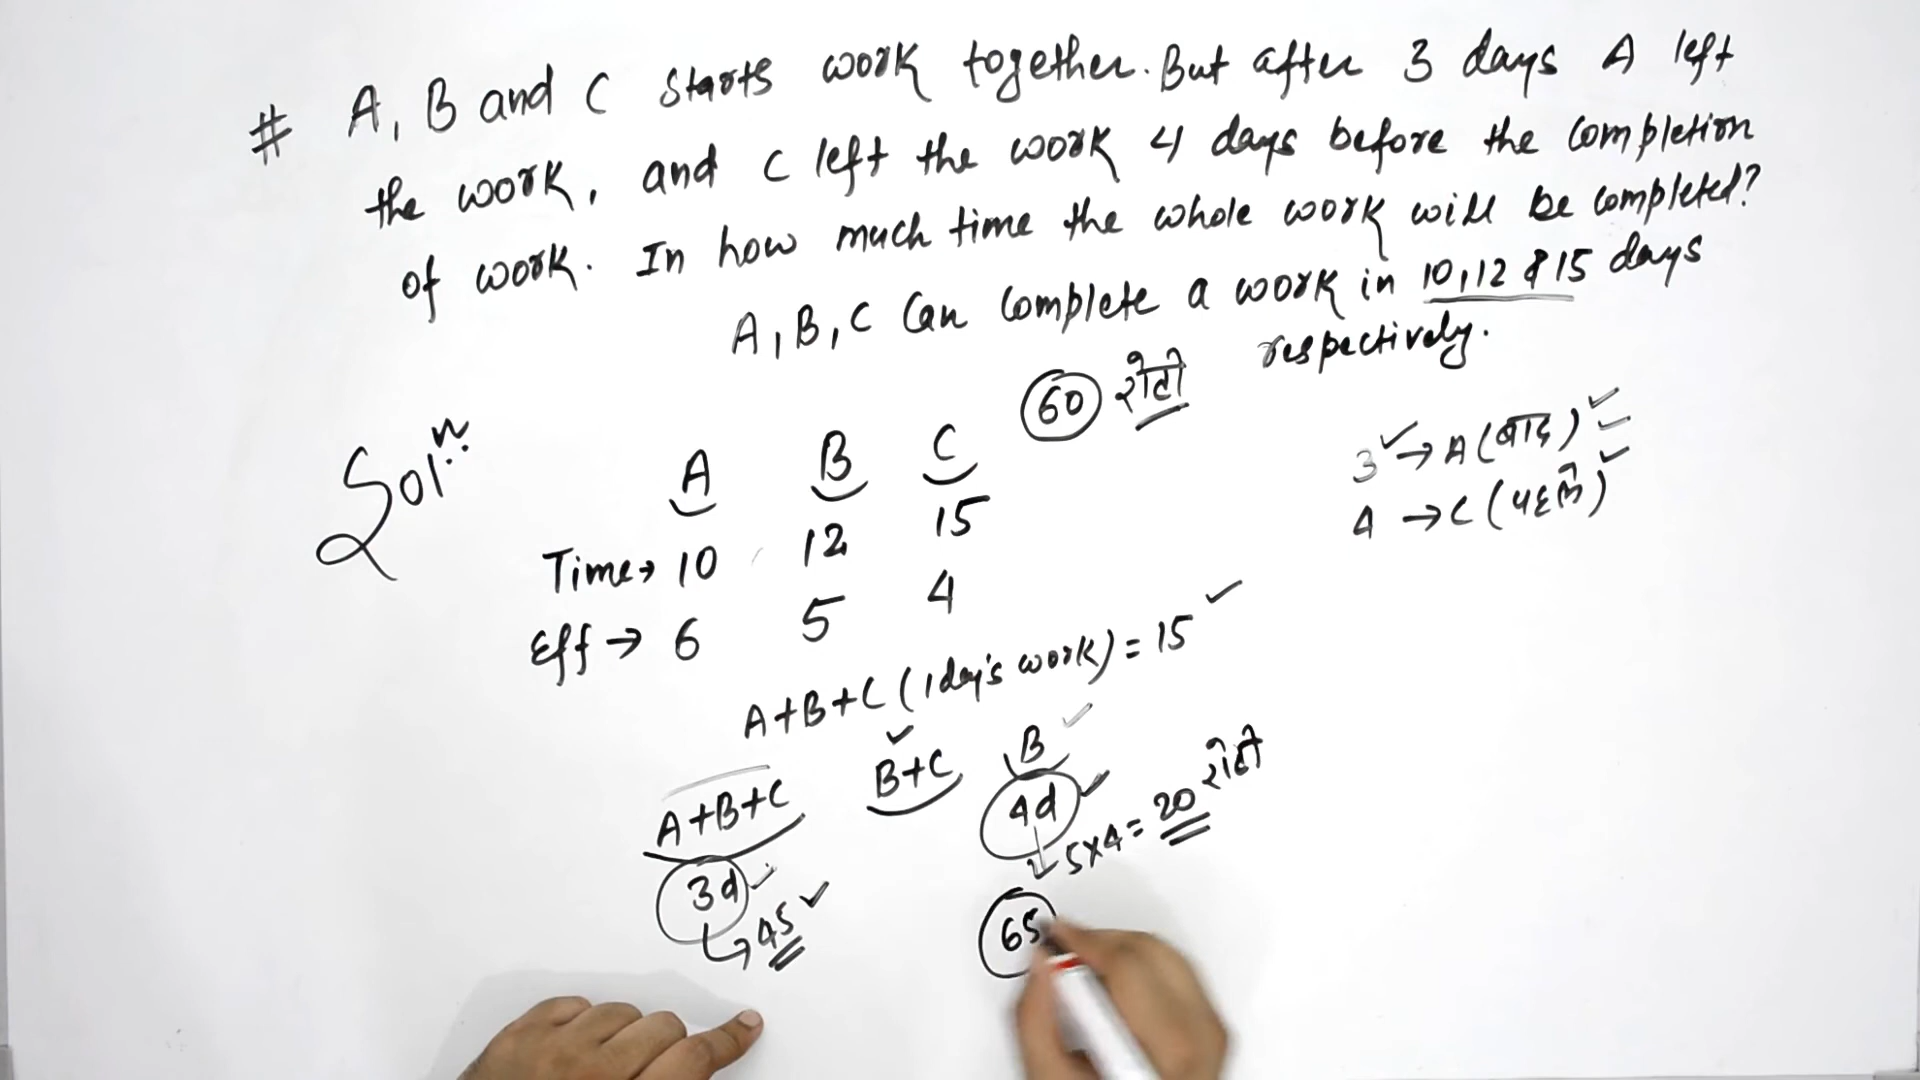 # A, B and C starts work together. But after 3 days A left
the work, and C left the work 4 days before the completion
of work. In how much time the whole work will be completed?
A, B, C Can complete a work in 10, 12 & 15 days
respectively.
60 रोटी
Solⁿ:
A B C
Time → 10 12 15
Eff → 6 5 4
3 → A (बाद)
4 → C (पहले)
A+B+C (1 day's work) = 15
A+B+C B+C B
3d 4d
→ 45
5x4 = 20 रोटी
65